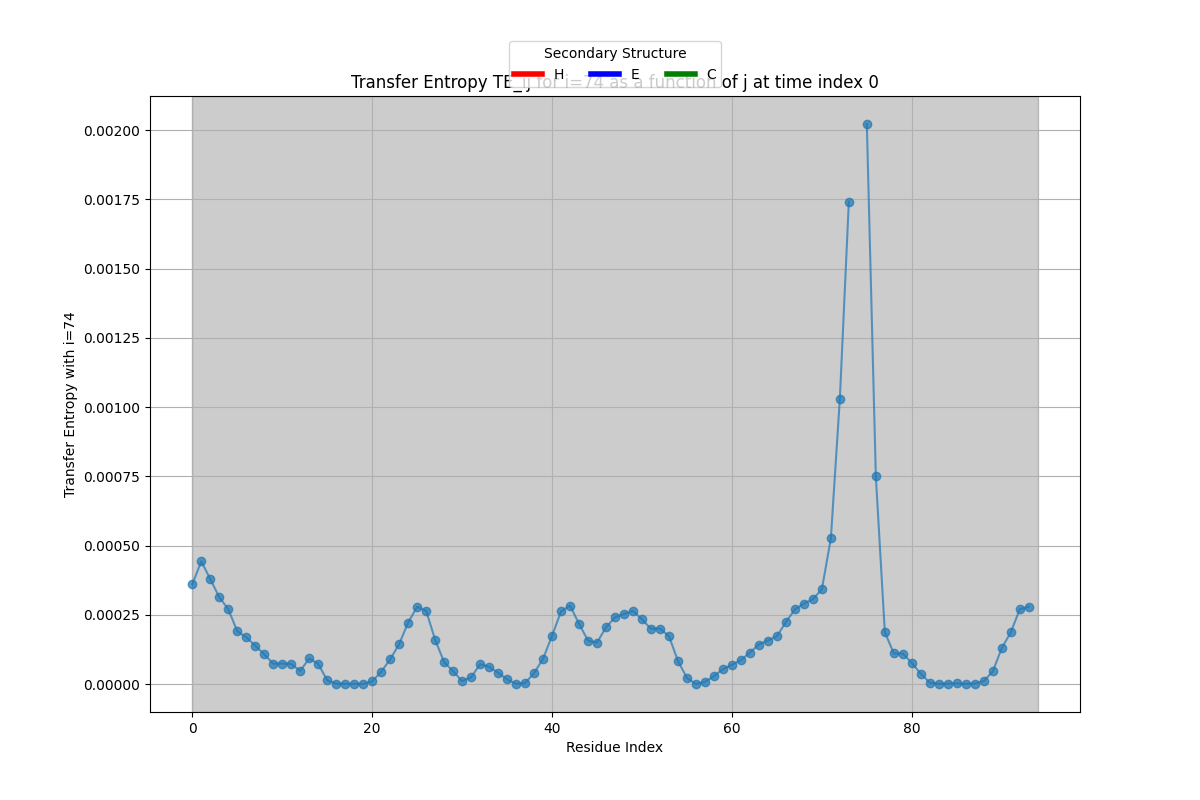 Secondary Structure
H E C
Transfer Entropy TE_ij for i=74 as a function of j at time index 0
0.00200
0.00175
0.00150
0.00125
0.00100
0.00075
0.00050
0.00025
0.00000
Transfer Entropy with i=74
0 20 40 60 80
Residue Index